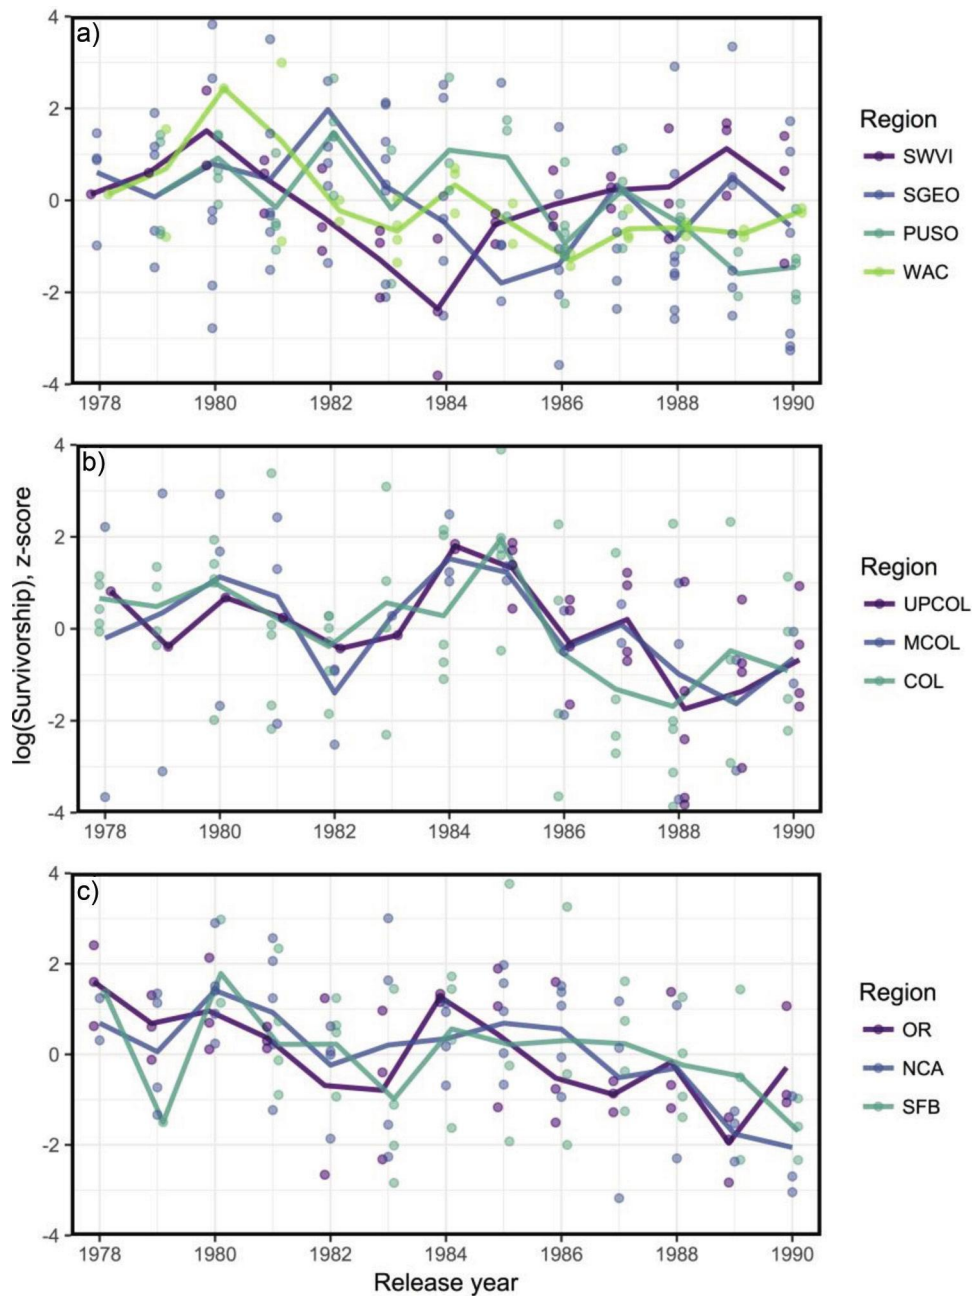 a)
4
2
0
-2
-4
1978 1980 1982 1984 1986 1988 1990
Region
SWVI
SGEO
PUSO
WAC
log(Survivorship), z-score
b)
4
2
0
-2
-4
1978 1980 1982 1984 1986 1988 1990
Region
UPCOL
MCOL
COL
c)
4
2
0
-2
-4
1978 1980 1982 1984 1986 1988 1990
Release year
Region
OR
NCA
SFB